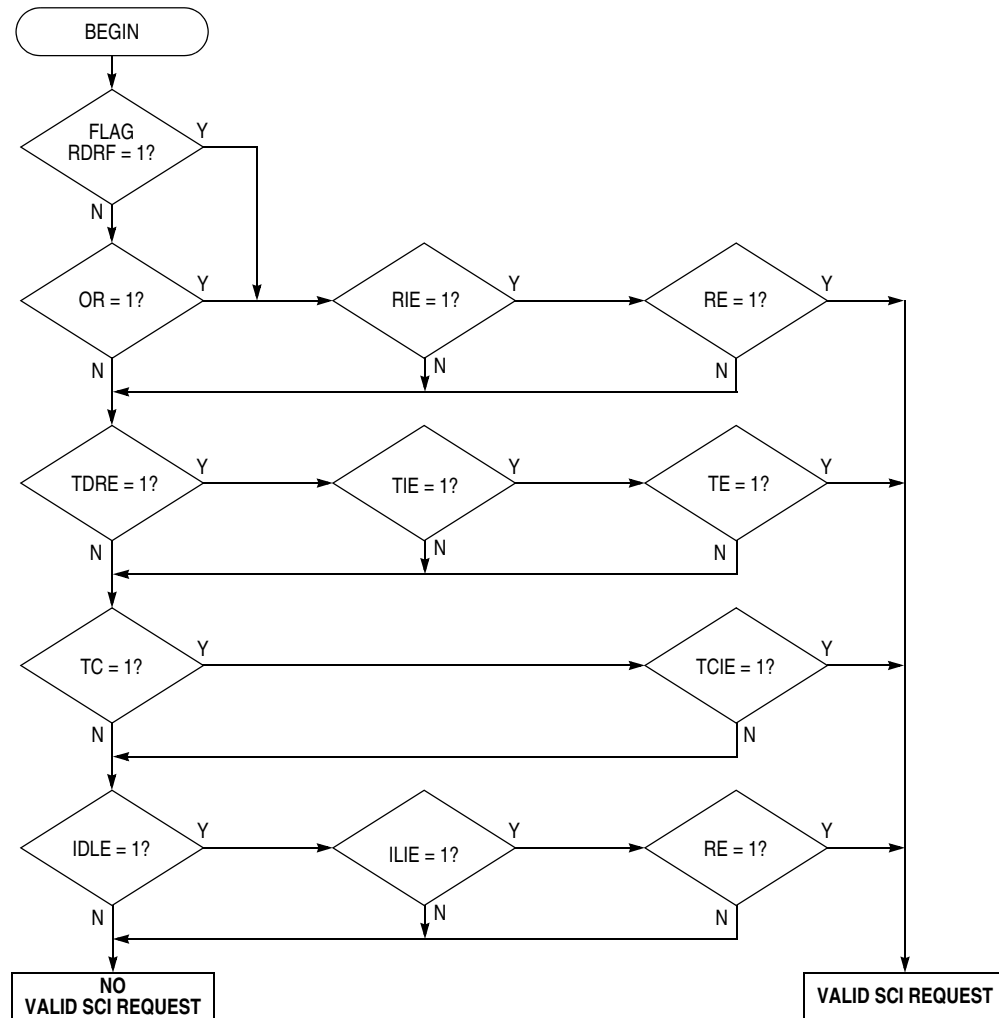 BEGIN
FLAG
RDRF = 1?
Y
N
OR = 1?
Y
RIE = 1?
Y
RE = 1?
Y
N
N
N
TDRE = 1?
Y
TIE = 1?
Y
TE = 1?
Y
N
N
N
TC = 1?
Y
TCIE = 1?
Y
N
N
IDLE = 1?
Y
ILIE = 1?
Y
RE = 1?
Y
N
N
N
NO
VALID SCI REQUEST
VALID SCI REQUEST